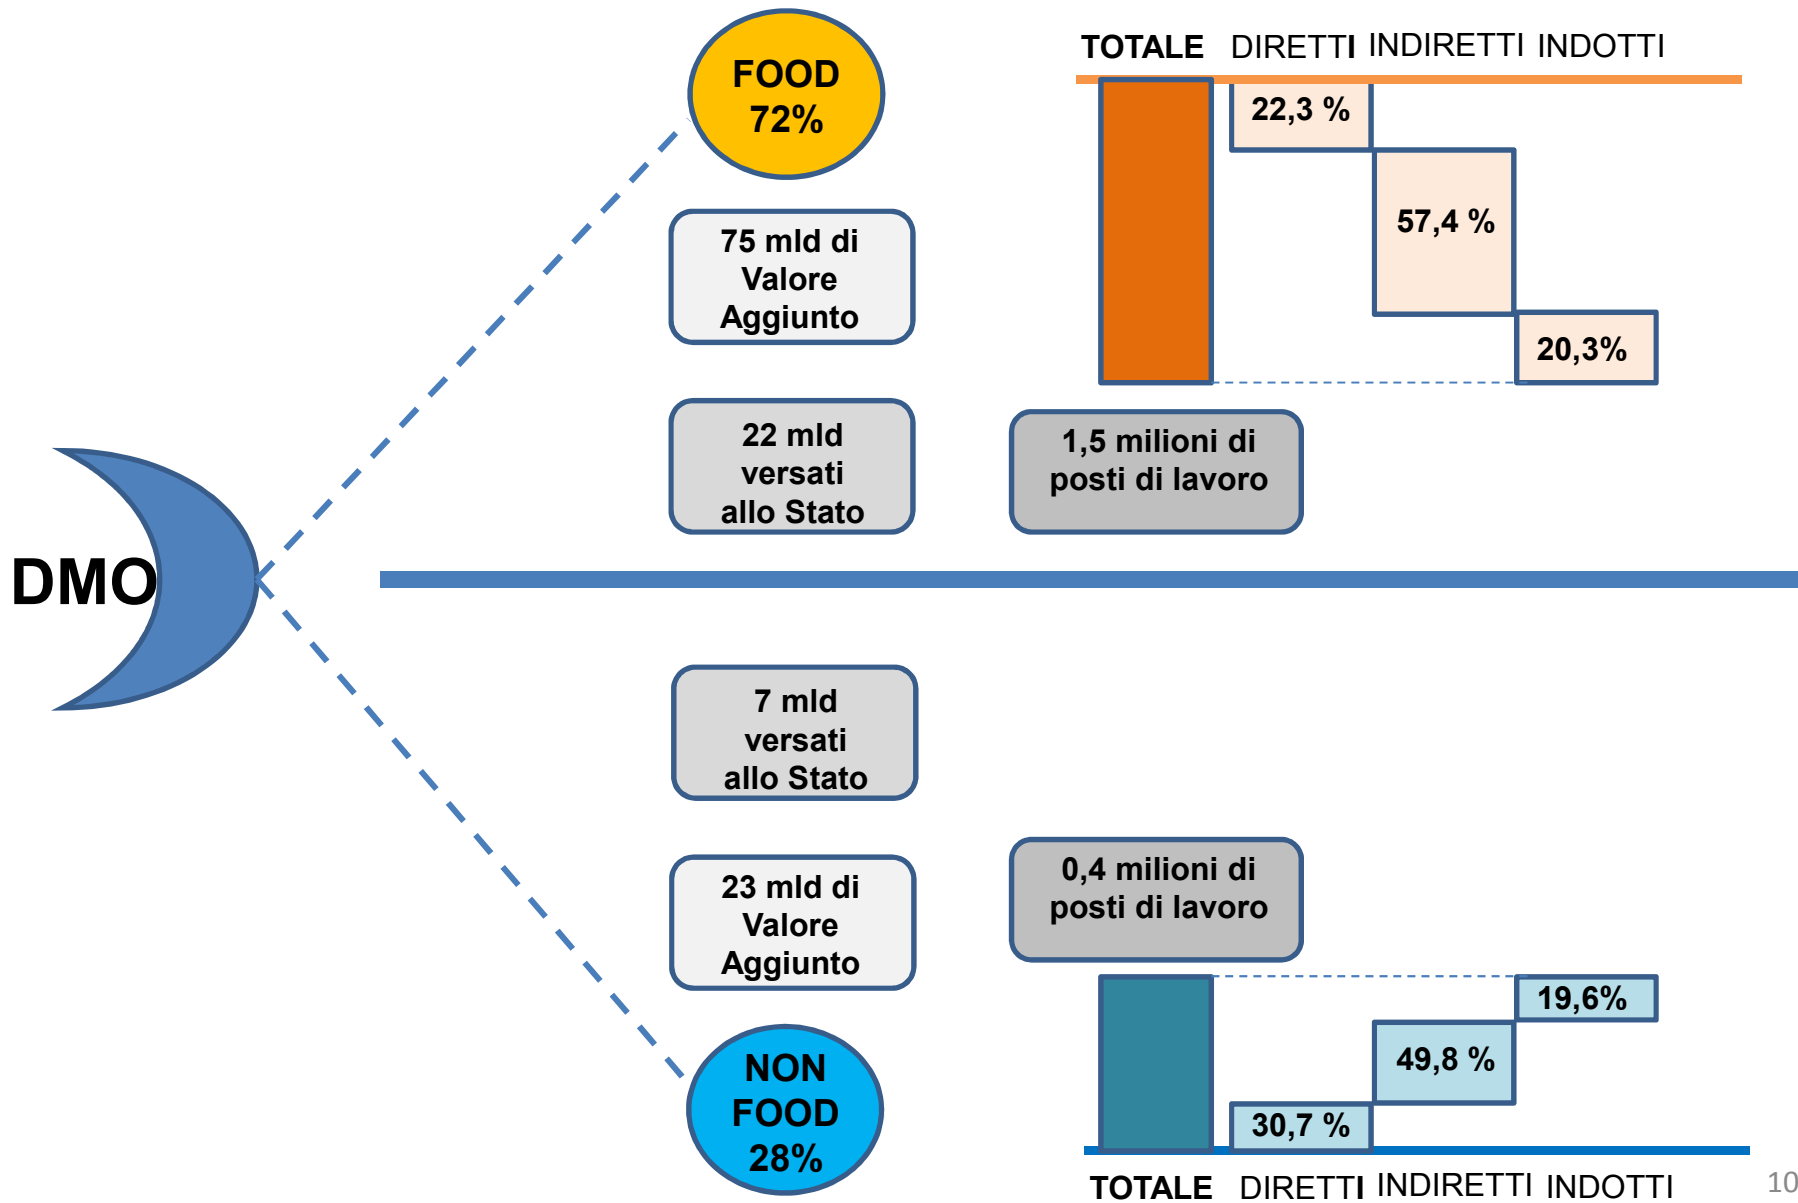 FOOD
72%
TOTALE DIRETTI INDIRETTI INDOTTI
22,3 %
57,4 %
20,3%
75 mld di
Valore
Aggiunto
22 mld
versati
allo Stato
1,5 milioni di
posti di lavoro
DMO
7 mld
versati
allo Stato
0,4 milioni di
posti di lavoro
23 mld di
Valore
Aggiunto
19,6%
49,8 %
30,7 %
NON
FOOD
28%
TOTALE DIRETTI INDIRETTI INDOTTI
10